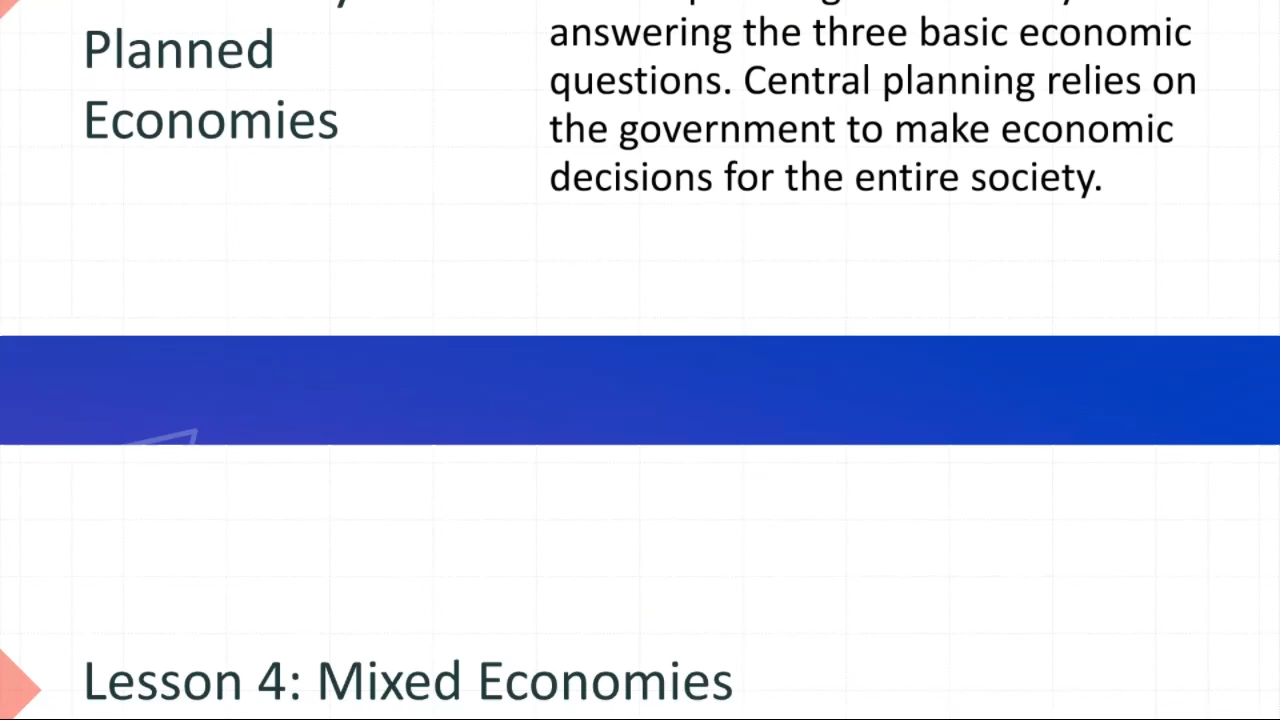 Planned
Economies
answering the three basic economic
questions. Central planning relies on
the government to make economic
decisions for the entire society.
Lesson 4: Mixed Economies